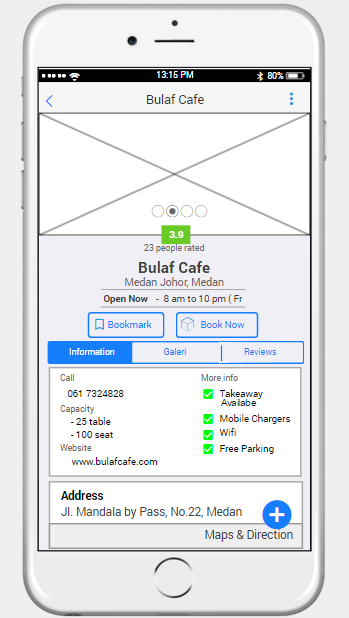 13:15 PM
80%
Bulaf Cafe
3.9
23 people rated
Bulaf Cafe
Medan Johor, Medan
Open Now - 8 am to 10 pm ( Fr
Bookmark
Book Now
Information
Galeri
Reviews
Call
061 7324828
Capacity
- 25 table
- 100 seat
Website
www.bulafcafe.com
More info
Takeaway
Availabe
Mobile Chargers
Wifi
Free Parking
Address
Jl. Mandala by Pass, No.22, Medan
Maps & Direction